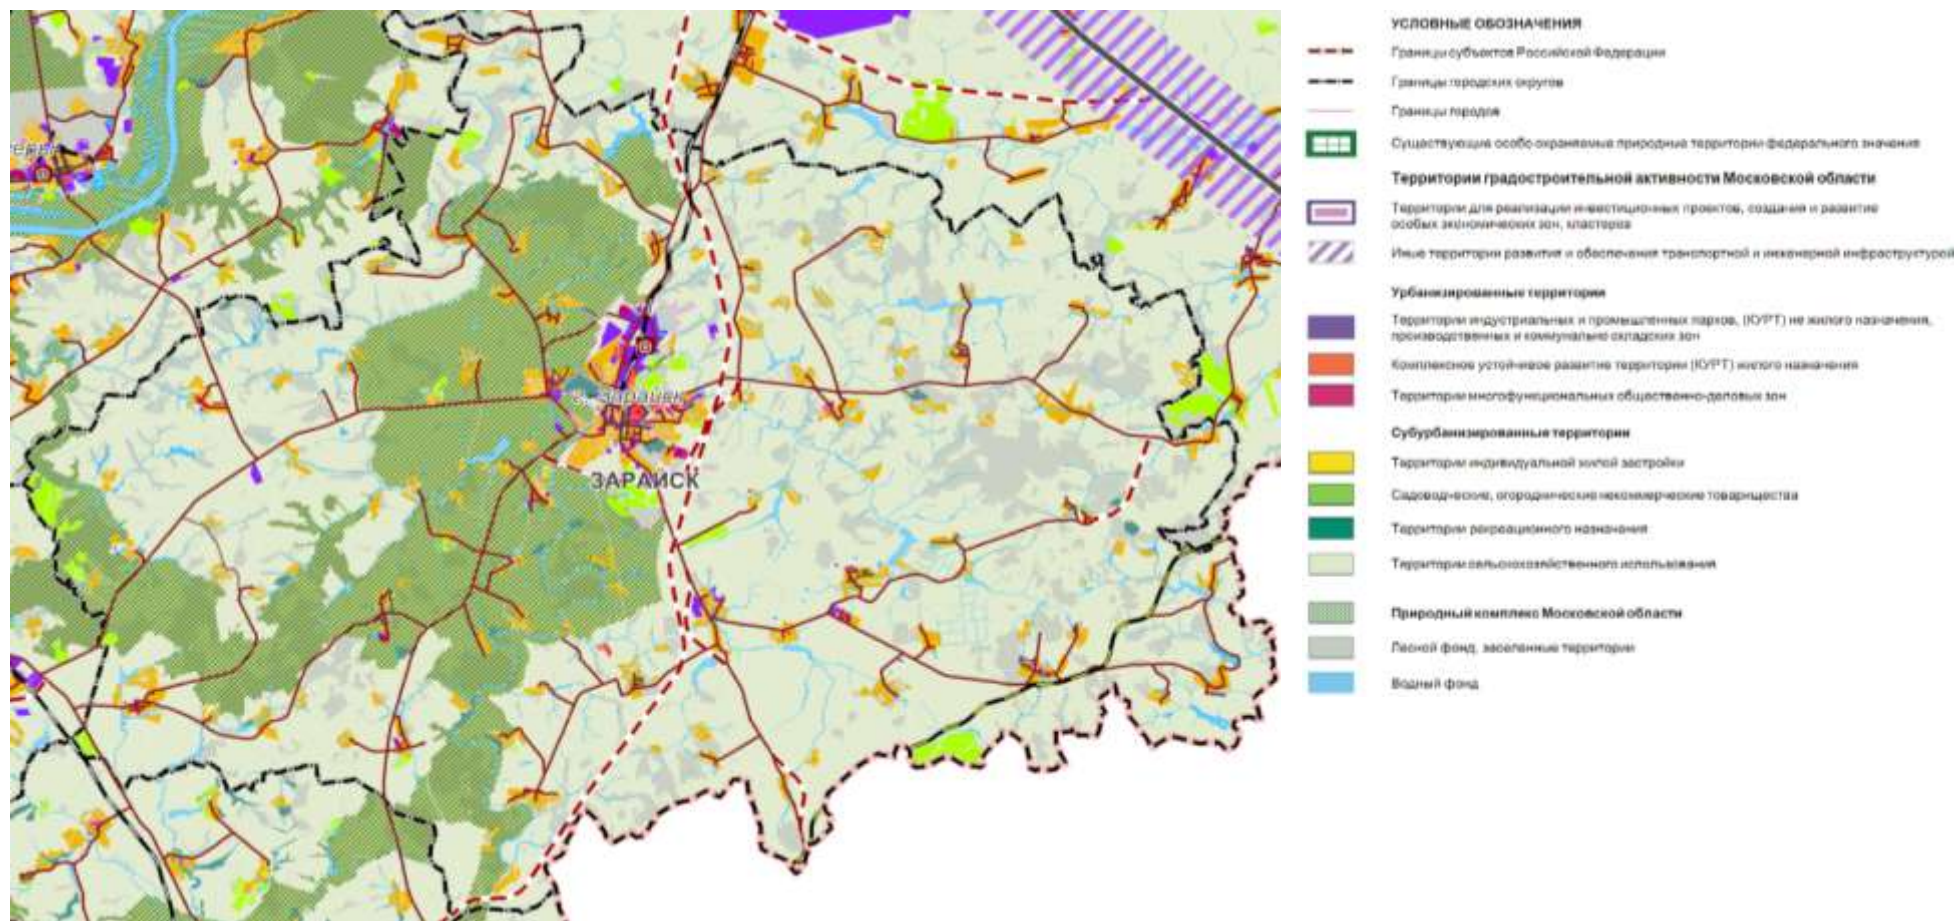 г. Зарайск
ЗАРАЙСК
УСЛОВНЫЕ ОБОЗНАЧЕНИЯ
Границы субъектов Российской Федерации
Границы городских округов
Границы городов
Существующие особо охраняемые природные территории федерального значения
Территории градостроительной активности Московской области
Территории для реализации инвестиционных проектов, создания и развитие
особых экономических зон, кластеров
Иные территории развития и обеспечения транспортной и инженерной инфраструктурой
Урбанизированные территории
Территории индустриальных и промышленных парков, (КУРТ) не жилого назначения,
производственных и коммунально складских зон
Комплексное устойчивое развитие территории (КУРТ) жилого назначения
Территории многофункциональных общественно-деловых зон
Субурбанизированные территории
Территории индивидуальной жилой застройки
Садоводческие, огороднические некоммерческие товарищества
Территории рекреационного назначения
Территории сельскохозяйственного использования
Природный комплекс Московской области
Лесной фонд, заселенные территории
Водный фонд